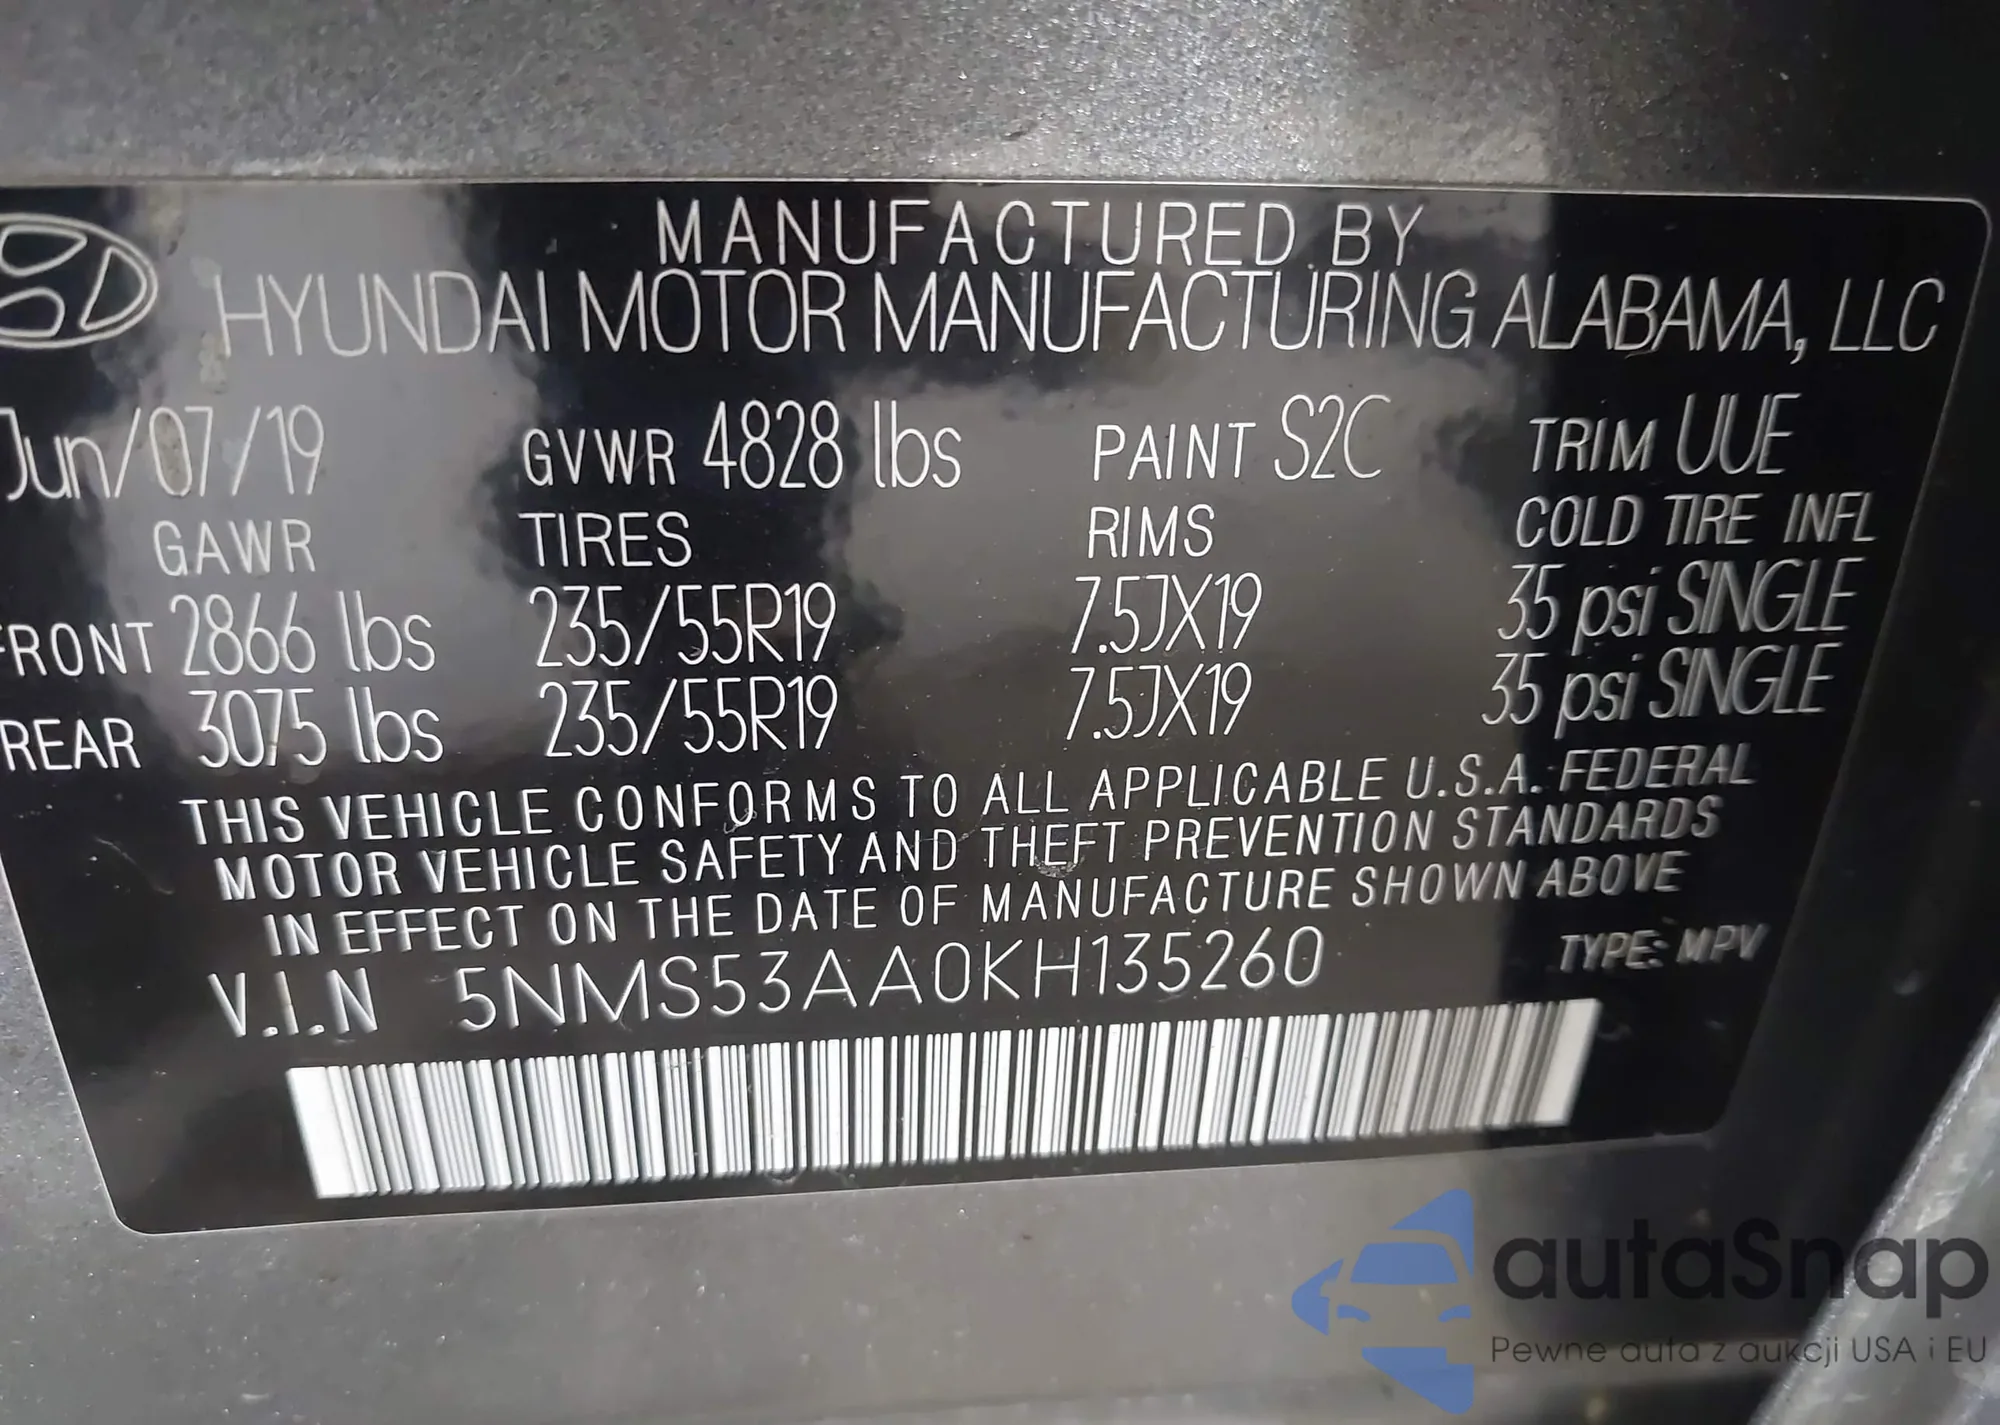 MANUFACTURED BY
HYUNDAI MOTOR MANUFACTURING ALABAMA, LLC
Jun/07/19 GVWR 4828 lbs PAINT S2C TRIM UUE
GAWR TIRES RIMS COLD TIRE INFL
FRONT 2866 lbs 235/55R19 7.5JX19 35 psi SINGLE
REAR 3075 lbs 235/55R19 7.5JX19 35 psi SINGLE
THIS VEHICLE CONFORMS TO ALL APPLICABLE U.S.A. FEDERAL
MOTOR VEHICLE SAFETY AND THEFT PREVENTION STANDARDS
IN EFFECT ON THE DATE OF MANUFACTURE SHOWN ABOVE
V.I.N 5NMS53AA0KH135260 TYPE: MPV
autaSnap
Pewne auta z aukcji USA i EU